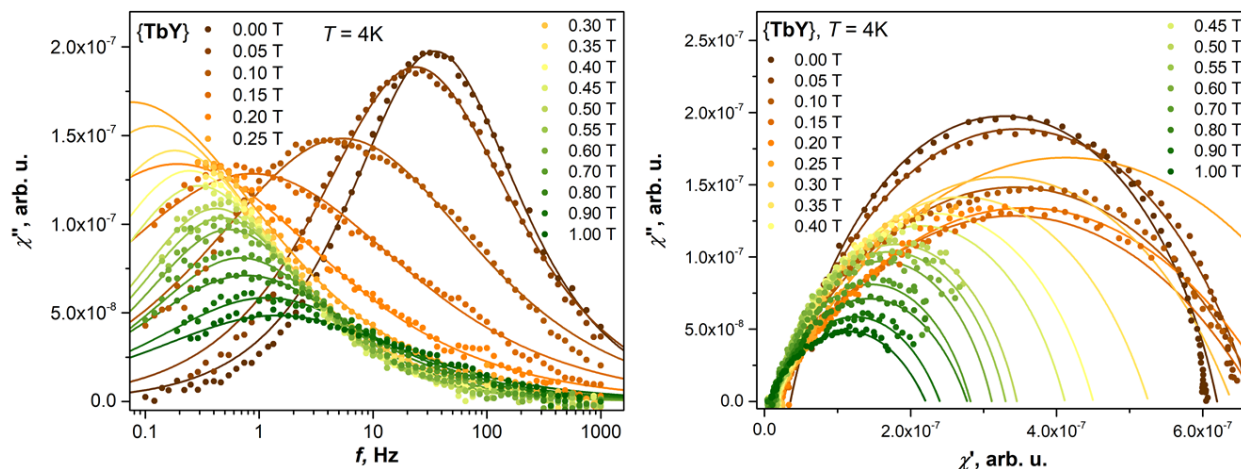 {TbY}
T = 4K
0.00 T
0.05 T
0.10 T
0.15 T
0.20 T
0.25 T
0.30 T
0.35 T
0.40 T
0.45 T
0.50 T
0.55 T
0.60 T
0.70 T
0.80 T
0.90 T
1.00 T
2.0x10⁻⁷
1.5x10⁻⁷
1.0x10⁻⁷
5.0x10⁻⁸
0.0
χ'', arb. u.
0.1
1
10
100
1000
f, Hz
{TbY}, T = 4K
0.00 T
0.05 T
0.10 T
0.15 T
0.20 T
0.25 T
0.30 T
0.35 T
0.40 T
0.45 T
0.50 T
0.55 T
0.60 T
0.70 T
0.80 T
0.90 T
1.00 T
2.5x10⁻⁷
2.0x10⁻⁷
1.5x10⁻⁷
1.0x10⁻⁷
5.0x10⁻⁸
0.0
χ'', arb. u.
0.0
2.0x10⁻⁷
4.0x10⁻⁷
6.0x10⁻⁷
χ', arb. u.